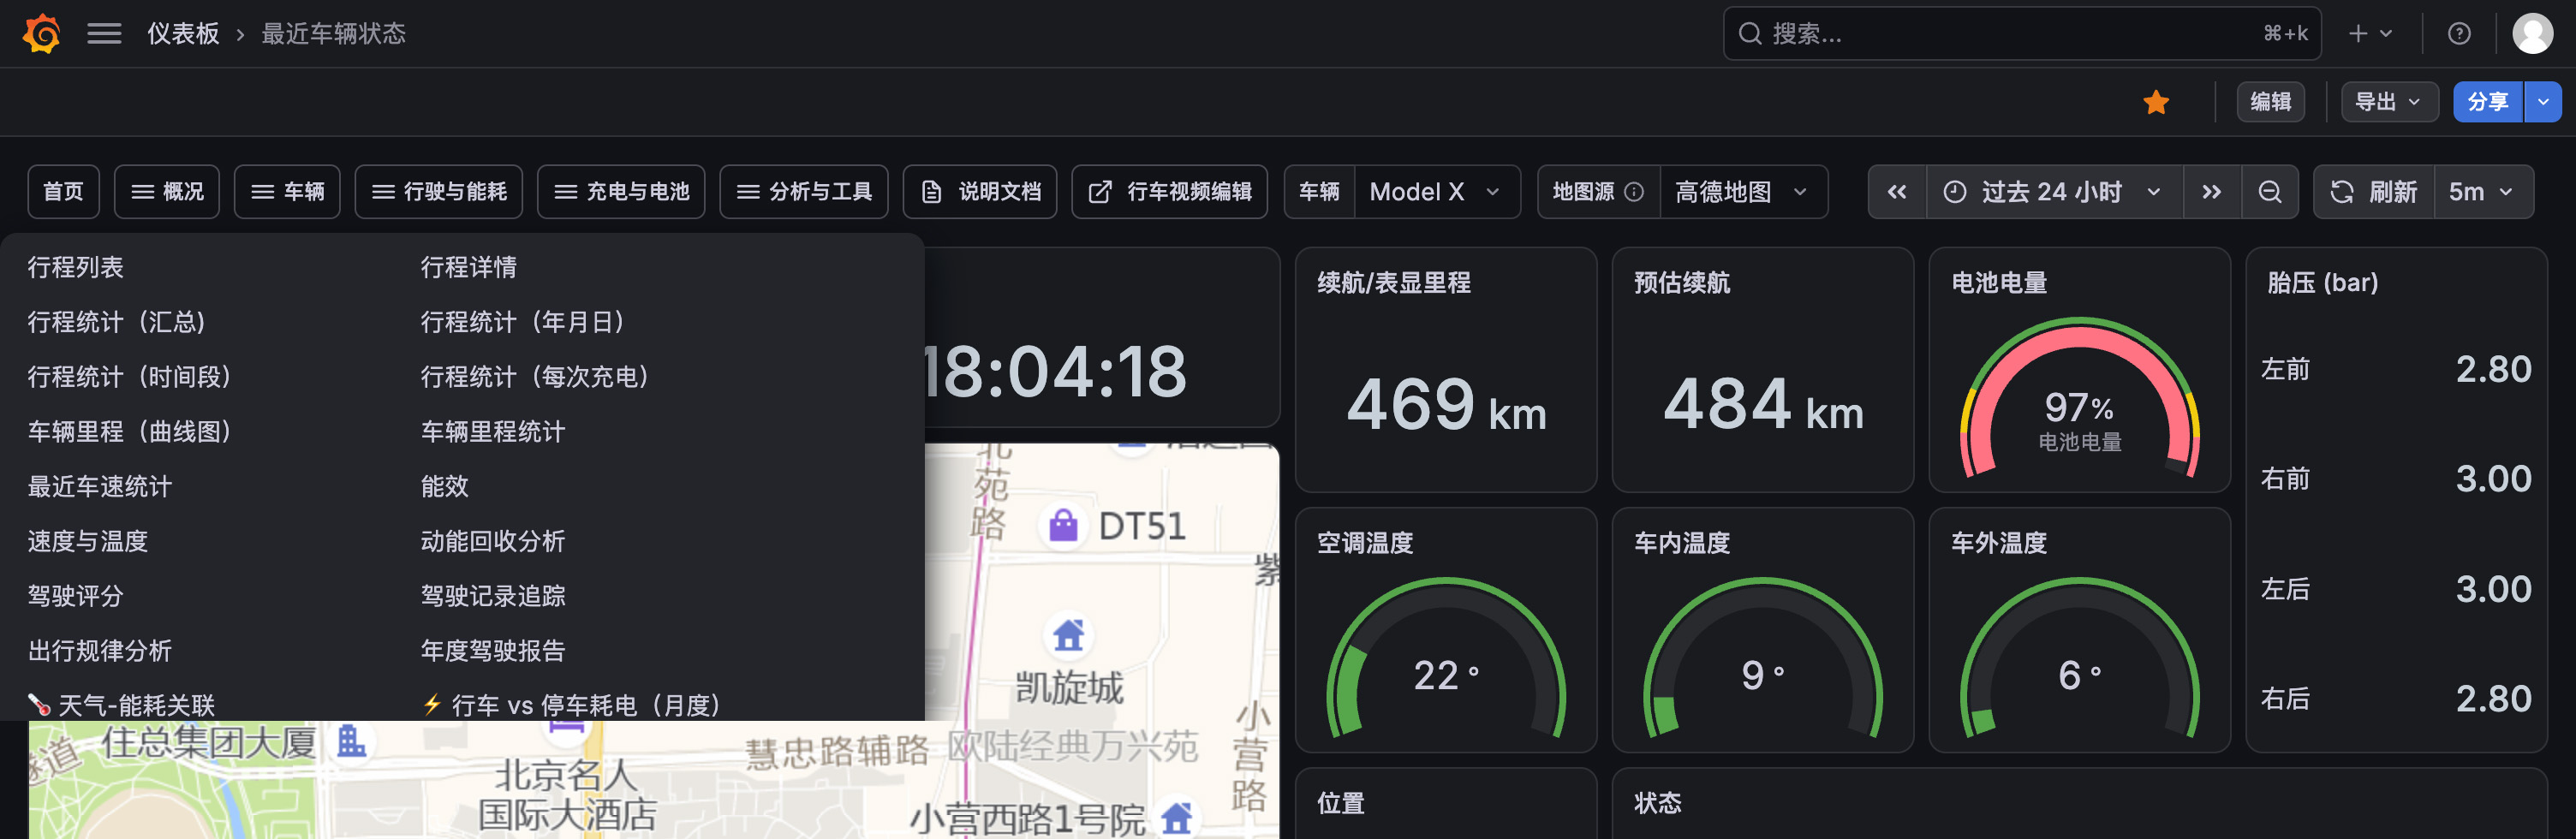 仪表板 › 最近车辆状态
搜索...
⌘+k
编辑
导出
分享
首页
概况
车辆
行驶与能耗
充电与电池
分析与工具
说明文档
行车视频编辑
车辆 Model X
地图源 高德地图
过去 24 小时
刷新
5m
行程列表
行程详情
行程统计（汇总）
行程统计（年月日）
行程统计（时间段）
行程统计（每次充电）
车辆里程（曲线图）
车辆里程统计
最近车速统计
能效
速度与温度
动能回收分析
驾驶评分
驾驶记录追踪
出行规律分析
年度驾驶报告
🌡️ 天气-能耗关联
⚡ 行车 vs 停车耗电（月度）
18:04:18
续航/表显里程
469 km
预估续航
484 km
电池电量
97%
电池电量
胎压 (bar)
左前 2.80
右前 3.00
左后 3.00
右后 2.80
空调温度
22 °
车内温度
9 °
车外温度
6 °
位置
状态
北苑路
DT51
紫
凯旋城
小营路
住总集团大厦
隧道
慧忠路辅路
欧陆经典万兴苑
北京名人
国际大酒店
小营西路1号院